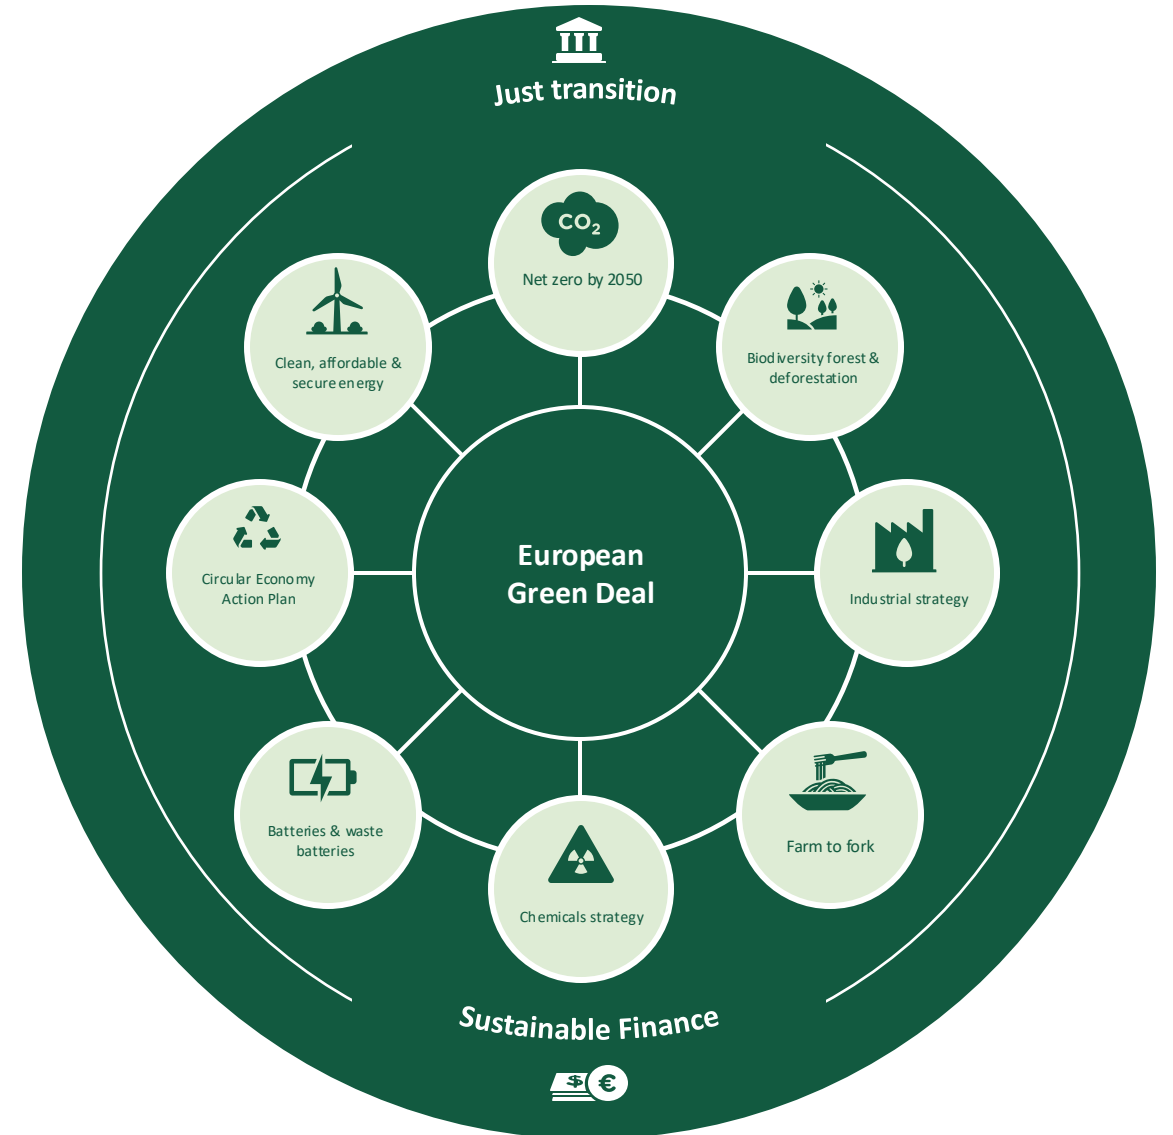 Just transition
CO2
Net zero by 2050
Clean, affordable &
secure energy
Biodiversity forest &
deforestation
Circular Economy
Action Plan
European
Green Deal
Industrial strategy
Batteries & waste
batteries
Farm to fork
Chemicals strategy
Sustainable Finance
$ €